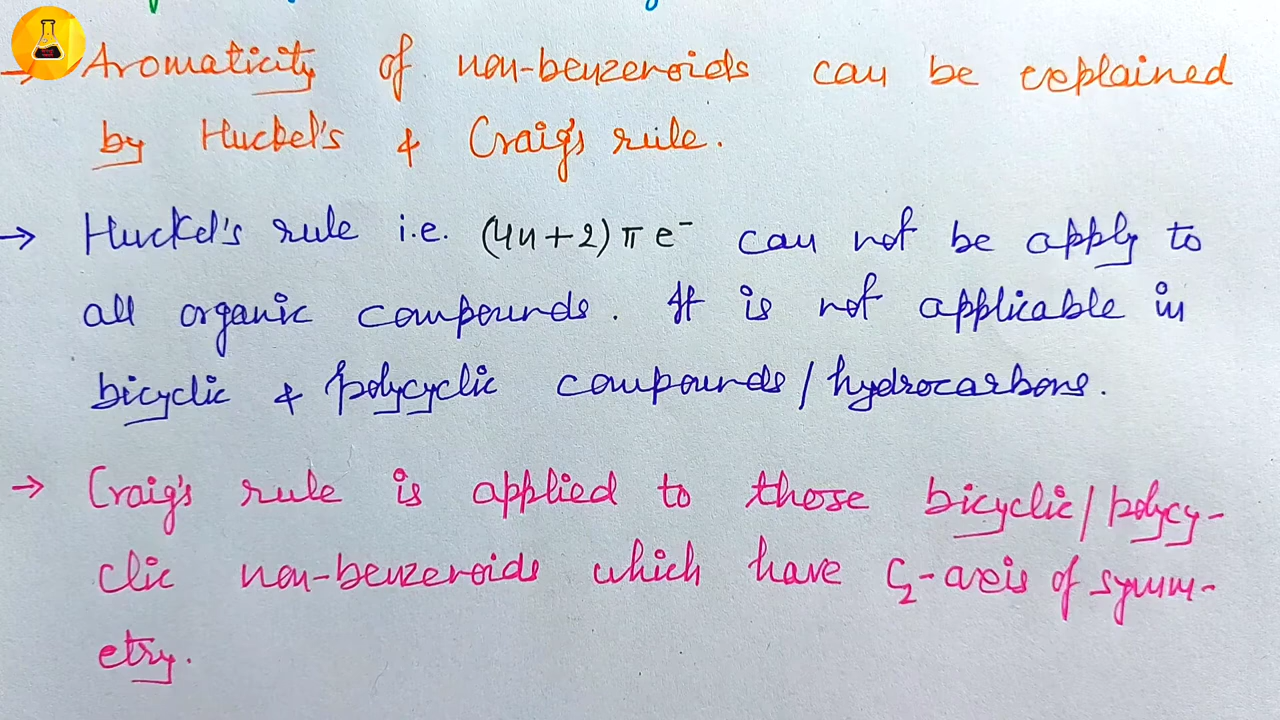 → Aromaticity of non-benzenoids can be explained
by Huckel's & Craig's rule.
→ Huckel's rule i.e. (4n+2) π e⁻ can not be apply to
all organic compounds. It is not applicable in
bicyclic & polycyclic compounds/hydrocarbons.
→ Craig's rule is applied to those bicyclic/polycy-
clic non-benzenoids which have C₂-axis of symm-
etry.